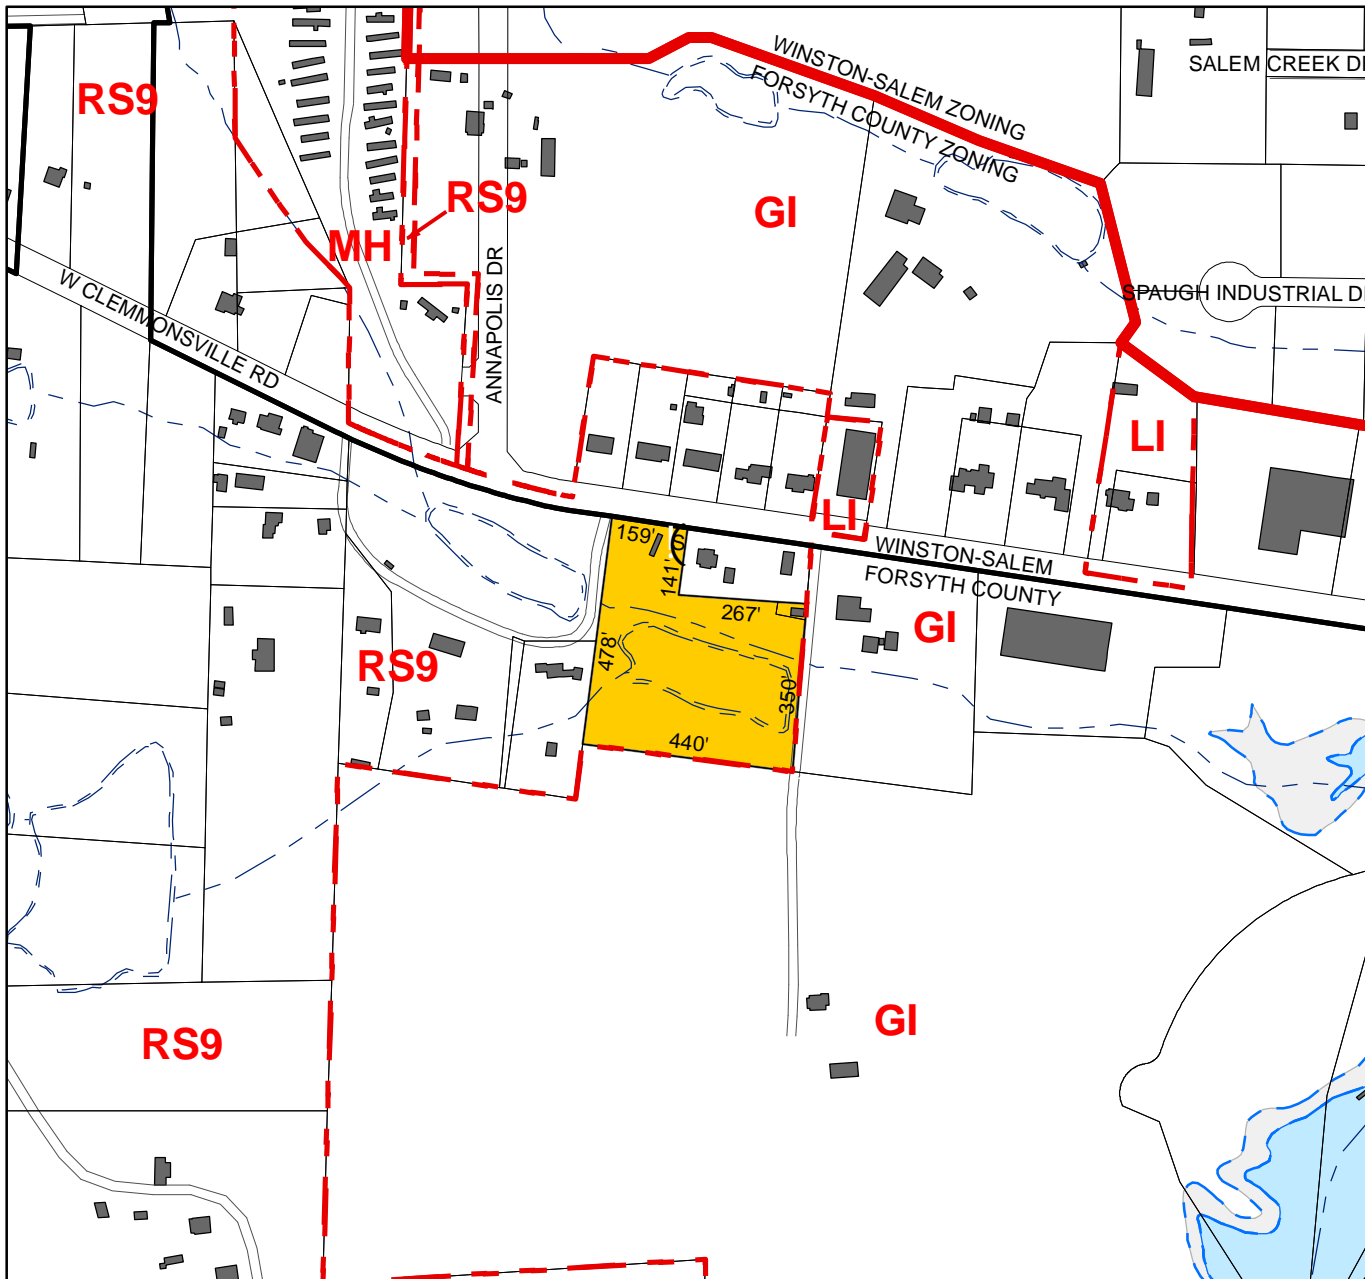 WINSTON-SALEM ZONING
FORSYTH COUNTY ZONING
SALEM CREEK DR
RS9
RS9
GI
MH
ANNAPOLIS DR
W CLEMMONSVILLE RD
SPAUGH INDUSTRIAL DR
LI
LI
159'
S
141'
WINSTON-SALEM
FORSYTH COUNTY
267'
GI
478'
RS9
350'
440'
GI
RS9